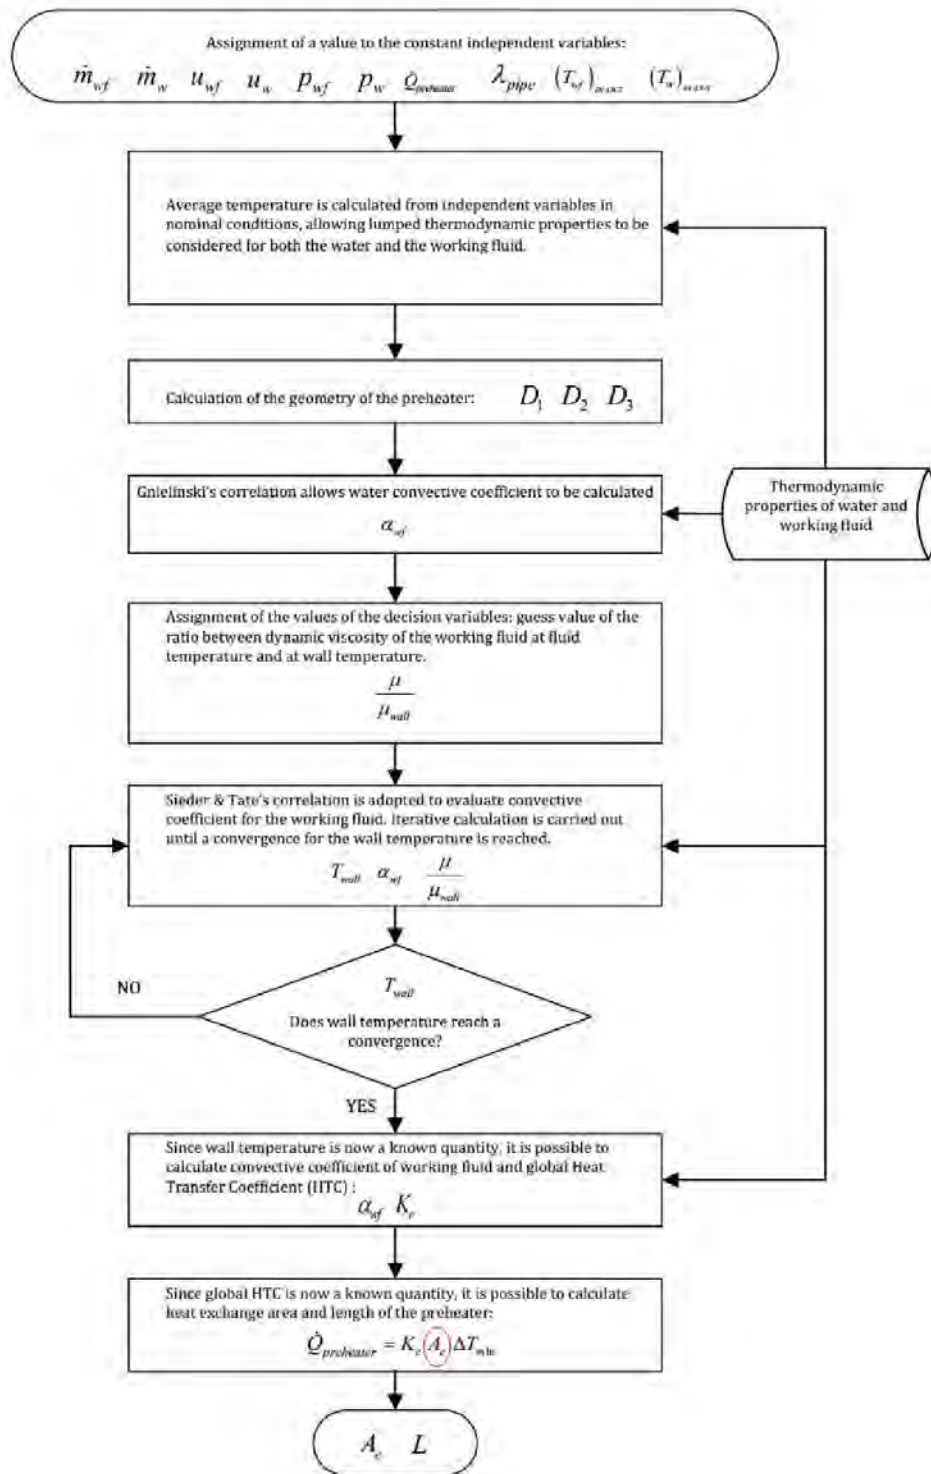 Assignment of a value to the constant independent variables:
ṁ_wf ṁ_w u_wf u_w p_wf p_w Q̇_preheater λ_pipe (T_wf) (T_w)
Average temperature is calculated from independent variables in
nominal conditions, allowing lumped thermodynamic properties to be
considered for both the water and the working fluid.
Calculation of the geometry of the preheater: D_1 D_2 D_3
Gnielinski's correlation allows water convective coefficient to be calculated
α_wf
Thermodynamic
properties of water and
working fluid
Assignment of the values of the decision variables: guess value of the
ratio between dynamic viscosity of the working fluid at fluid
temperature and at wall temperature.
μ
μ_wall
Sieder & Tate's correlation is adopted to evaluate convective
coefficient for the working fluid. Iterative calculation is carried out
until a convergence for the wall temperature is reached.
T_wall α_wf μ / μ_wall
NO
T_wall
Does wall temperature reach a
convergence?
YES
Since wall temperature is now a known quantity, it is possible to
calculate convective coefficient of working fluid and global Heat
Transfer Coefficient (HTC) :
α_wf K_e
Since global HTC is now a known quantity, it is possible to calculate
heat exchange area and length of the preheater:
Q̇_preheater = K_e A_e ΔT_mln
A_e L